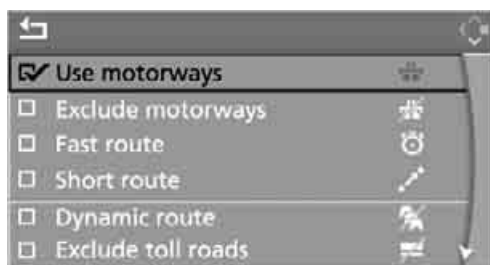 Use motorways
Exclude motorways
Fast route
Short route
Dynamic route
Exclude toll roads